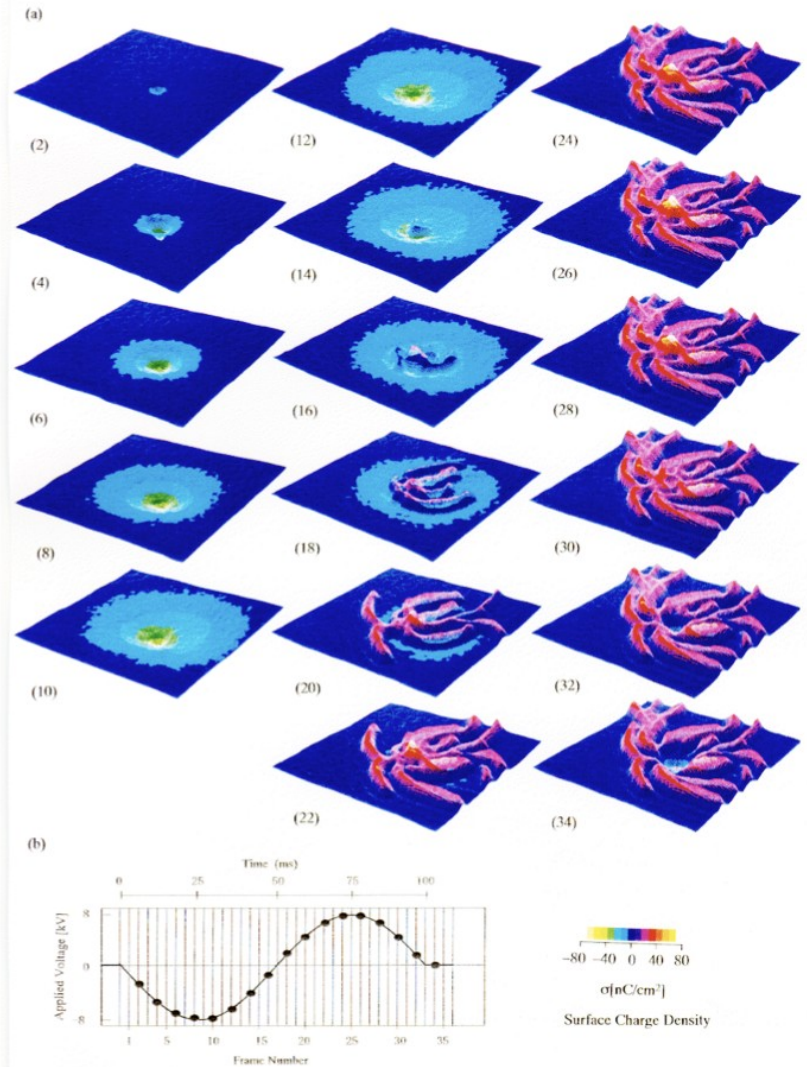 (a)
(2)
(12)
(24)
(4)
(14)
(26)
(6)
(16)
(28)
(8)
(18)
(30)
(10)
(20)
(32)
(22)
(34)
(b)
Time (ms)
0 25 50 75 100
Applied Voltage [kV]
8
0
-8
1 5 10 15 20 25 30 35
Frame Number
-80 -40 0 40 80
σ[nC/cm²]
Surface Charge Density